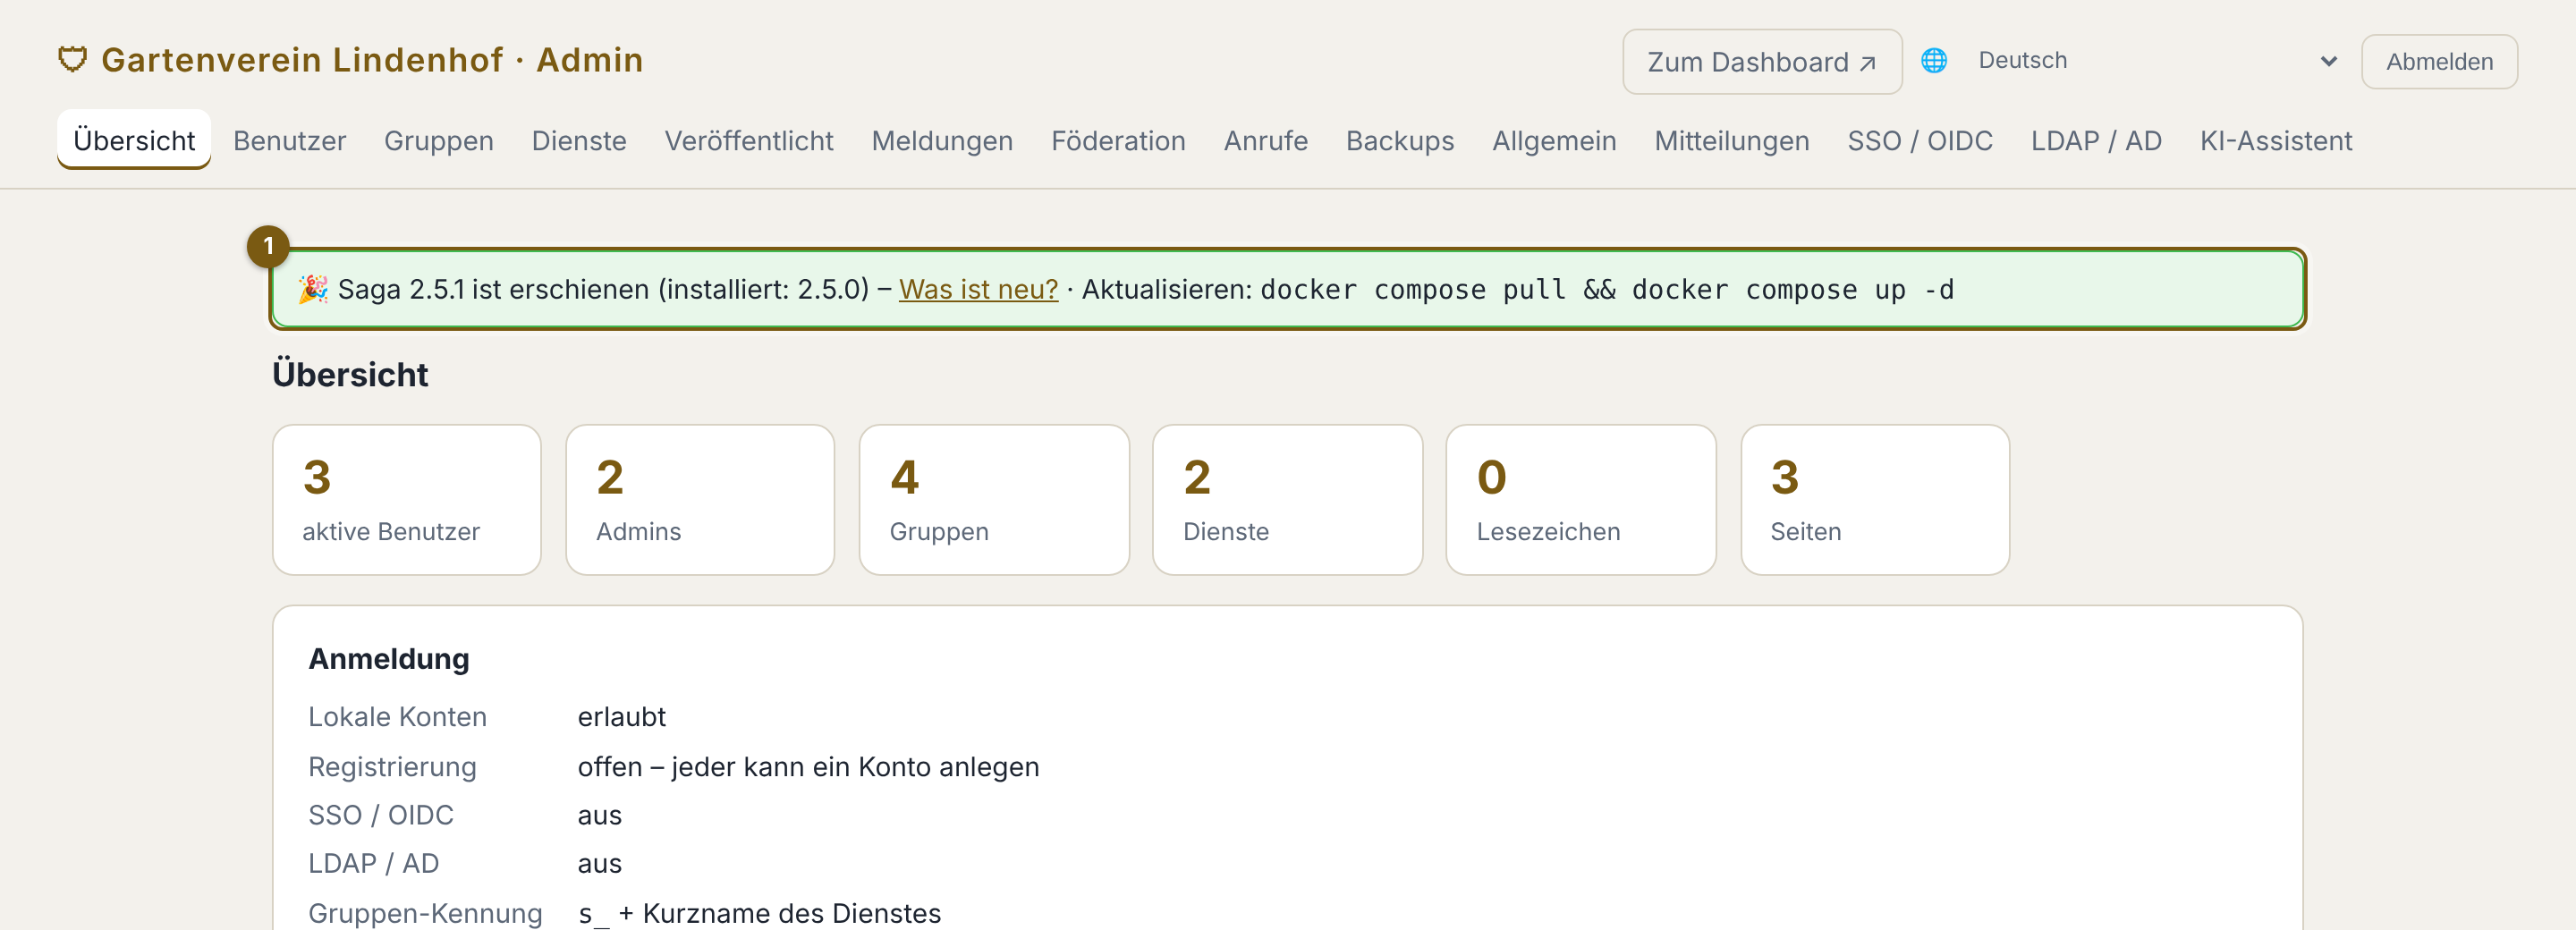 Gartenverein Lindenhof · Admin
Zum Dashboard ↗
Deutsch
Abmelden
Übersicht Benutzer Gruppen Dienste Veröffentlicht Meldungen Föderation Anrufe Backups Allgemein Mitteilungen SSO / OIDC LDAP / AD KI-Assistent
1
🎉 Saga 2.5.1 ist erschienen (installiert: 2.5.0) – Was ist neu? · Aktualisieren: docker compose pull && docker compose up -d
Übersicht
3
aktive Benutzer
2
Admins
4
Gruppen
2
Dienste
0
Lesezeichen
3
Seiten
Anmeldung
Lokale Konten erlaubt
Registrierung offen – jeder kann ein Konto anlegen
SSO / OIDC aus
LDAP / AD aus
Gruppen-Kennung s_ + Kurzname des Dienstes